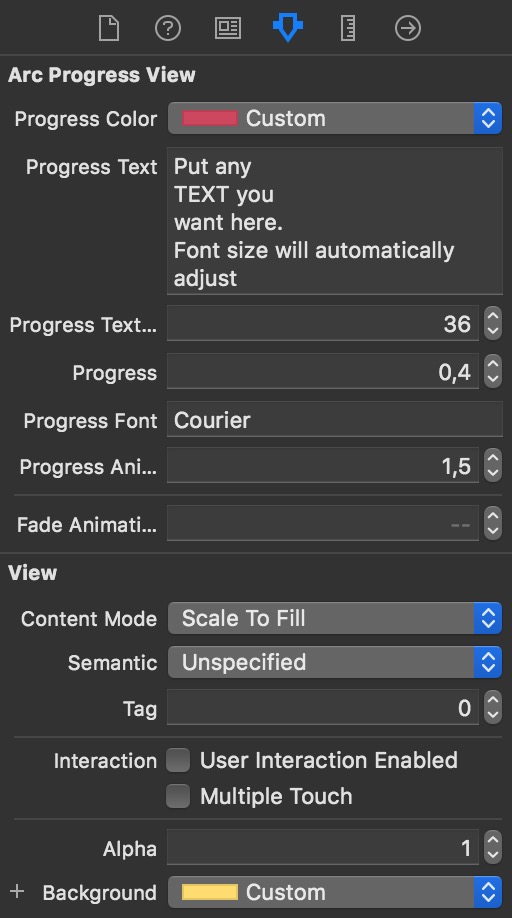 Arc Progress View
Progress Color Custom
Progress Text Put any
TEXT you
want here.
Font size will automatically
adjust
Progress Text... 36
Progress 0,4
Progress Font Courier
Progress Ani... 1,5
Fade Animati... --
View
Content Mode Scale To Fill
Semantic Unspecified
Tag 0
Interaction User Interaction Enabled
Multiple Touch
Alpha 1
+ Background Custom